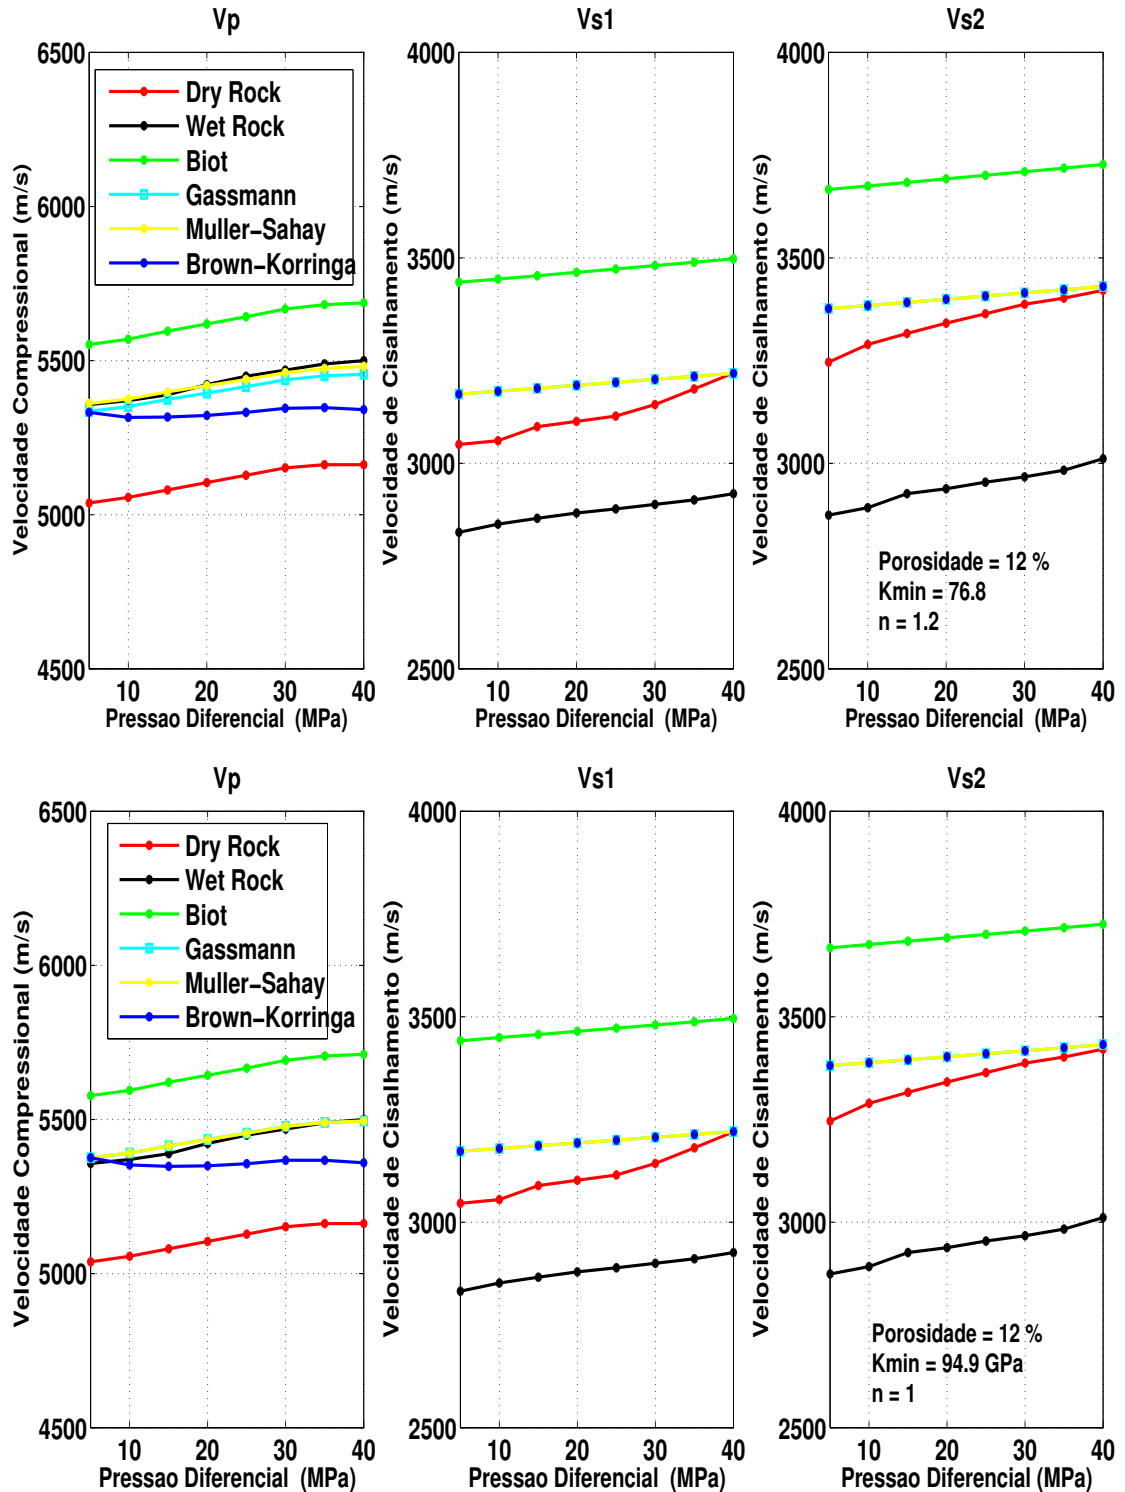 Vp
Vs1
Vs2
Velocidade Compressional (m/s)
6500
6000
5500
5000
4500
Dry Rock
Wet Rock
Biot
Gassmann
Muller-Sahay
Brown-Korringa
10 20 30 40
Pressao Diferencial (MPa)
Velocidade de Cisalhamento (m/s)
4000
3500
3000
2500
10 20 30 40
Pressao Diferencial (MPa)
Velocidade de Cisalhamento (m/s)
4000
3500
3000
2500
Porosidade = 12 %
Kmin = 76.8
n = 1.2
10 20 30 40
Pressao Diferencial (MPa)
Vp
Vs1
Vs2
Velocidade Compressional (m/s)
6500
6000
5500
5000
4500
Dry Rock
Wet Rock
Biot
Gassmann
Muller-Sahay
Brown-Korringa
10 20 30 40
Pressao Diferencial (MPa)
Velocidade de Cisalhamento (m/s)
4000
3500
3000
2500
10 20 30 40
Pressao Diferencial (MPa)
Velocidade de Cisalhamento (m/s)
4000
3500
3000
2500
Porosidade = 12 %
Kmin = 94.9 GPa
n = 1
10 20 30 40
Pressao Diferencial (MPa)